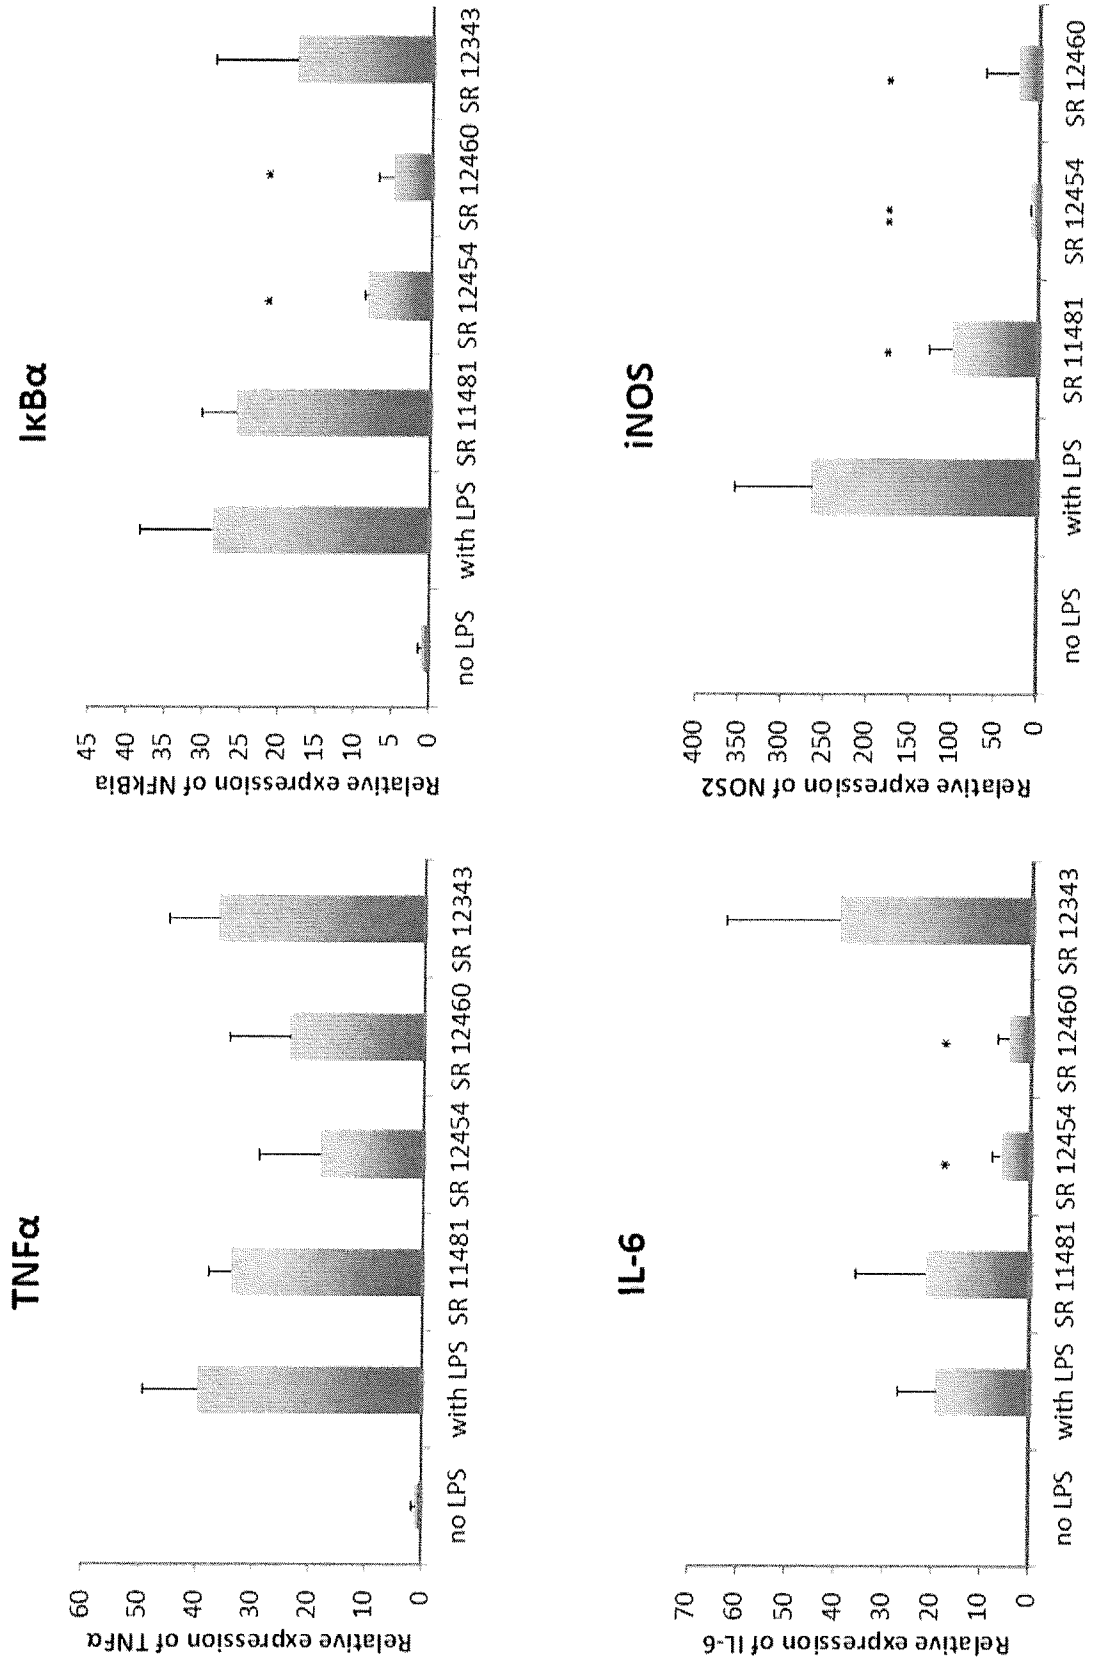 TNFα
Relative expression of TNFα
60
50
40
30
20
10
0
no LPS with LPS SR 11481 SR 12454 SR 12460 SR 12343
IκBα
Relative expression of NFkBia
45
40
35
30
25
20
15
10
5
0
* *
no LPS with LPS SR 11481 SR 12454 SR 12460 SR 12343
IL-6
Relative expression of IL-6
70
60
50
40
30
20
10
0
* *
no LPS with LPS SR 11481 SR 12454 SR 12460 SR 12343
iNOS
Relative expression of NOS2
400
350
300
250
200
150
100
50
0
* ** *
no LPS with LPS SR 11481 SR 12454 SR 12460